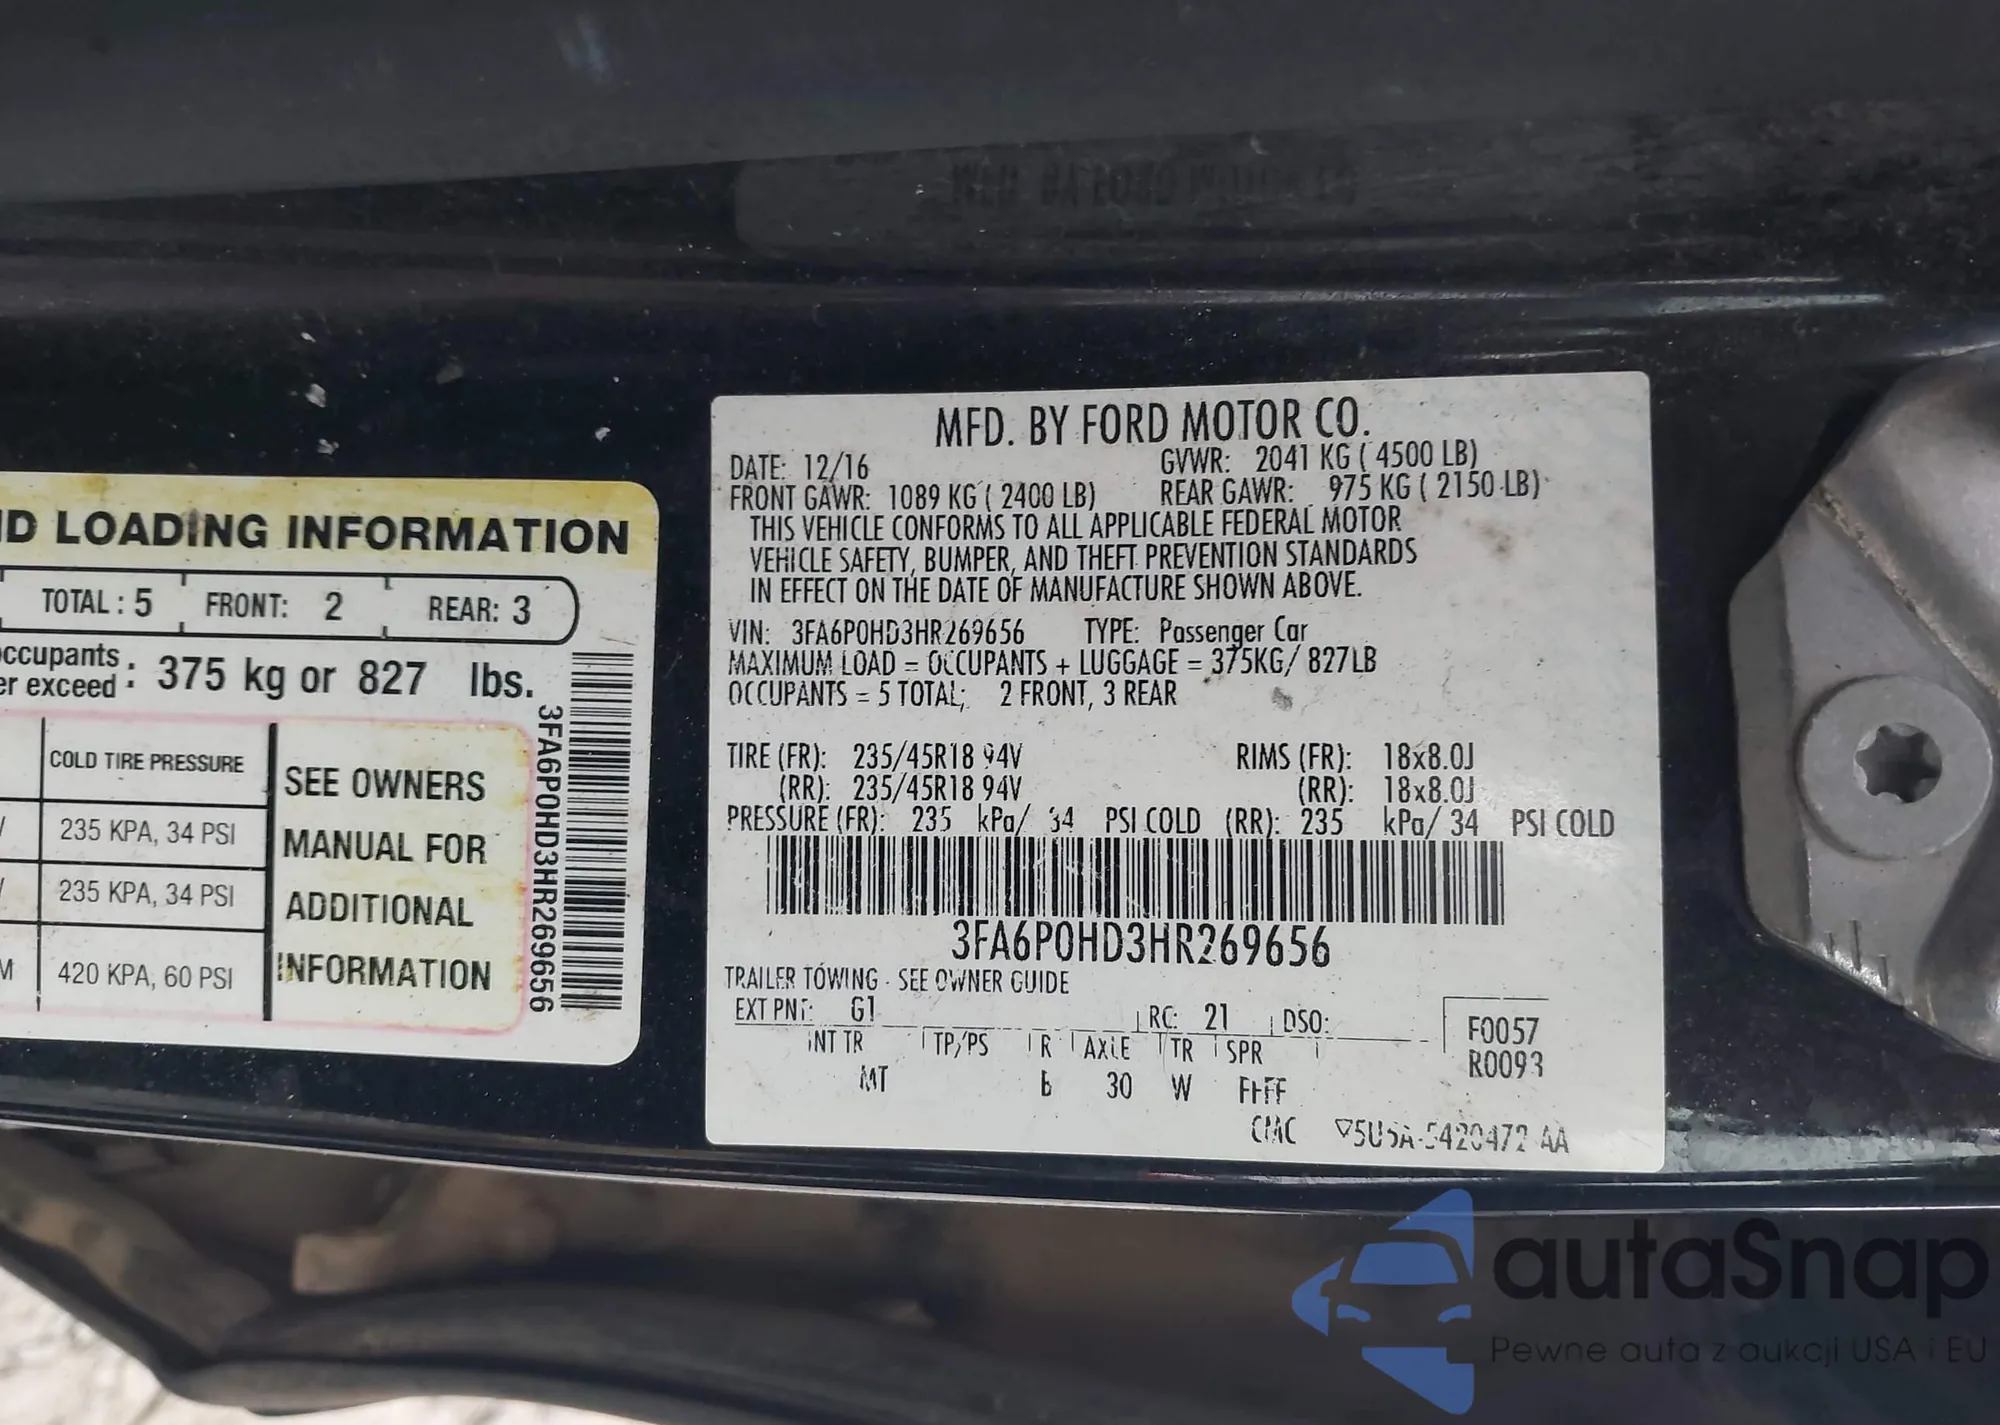 MFD. BY FORD MOTOR CO.
DATE: 12/16 GVWR: 2041 KG ( 4500 LB)
FRONT GAWR: 1089 KG ( 2400 LB) REAR GAWR: 975 KG ( 2150 LB)
THIS VEHICLE CONFORMS TO ALL APPLICABLE FEDERAL MOTOR
VEHICLE SAFETY, BUMPER, AND THEFT PREVENTION STANDARDS
IN EFFECT ON THE DATE OF MANUFACTURE SHOWN ABOVE.
VIN: 3FA6P0HD3HR269656 TYPE: Passenger Car
MAXIMUM LOAD = OCCUPANTS + LUGGAGE = 375KG/ 827LB
OCCUPANTS = 5 TOTAL; 2 FRONT, 3 REAR
TIRE (FR): 235/45R18 94V RIMS (FR): 18x8.0J
(RR): 235/45R18 94V (RR): 18x8.0J
PRESSURE (FR): 235 kPa/ 34 PSI COLD (RR): 235 kPa/ 34 PSI COLD
3FA6P0HD3HR269656
TRAILER TOWING - SEE OWNER GUIDE
EXT PNT: G1 RC: 21 DSO:
F0057
R0093
INT TR TP/PS R AXLE TR SPR
MT 30 W
CMC
ND LOADING INFORMATION
TOTAL : 5 FRONT: 2 REAR: 3
occupants
er exceed : 375 kg or 827 lbs.
COLD TIRE PRESSURE
235 KPA, 34 PSI
235 KPA, 34 PSI
M 420 KPA, 60 PSI
SEE OWNERS
MANUAL FOR
ADDITIONAL
INFORMATION
3FA6P0HD3HR269656
autaSnap
Pewne auta z aukcji USA i EU